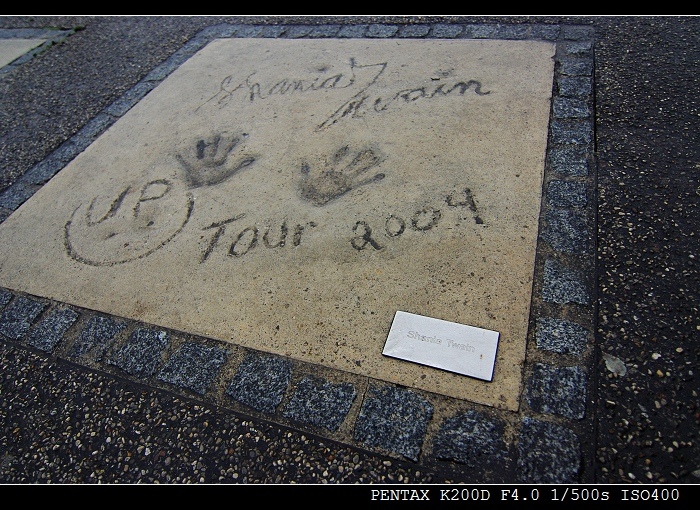 Shania
Twain
UP
Tour 2004
Shania Twain
PENTAX K200D F4.0 1/500s ISO400